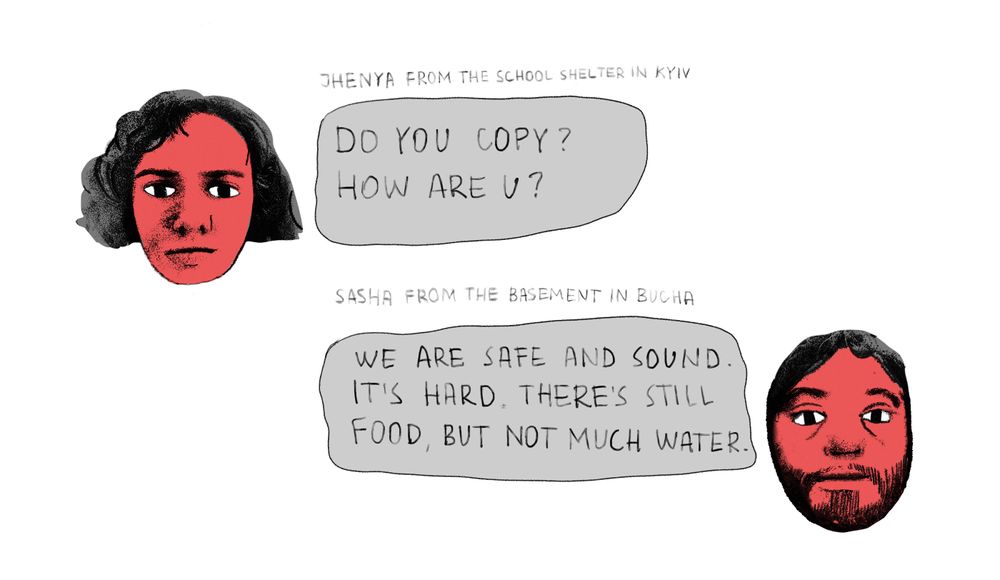 JHENYA FROM THE SCHOOL SHELTER IN KYIV
DO YOU COPY?
HOW ARE U?
SASHA FROM THE BASEMENT IN BUCHA
WE ARE SAFE AND SOUND.
IT'S HARD. THERE'S STILL
FOOD, BUT NOT MUCH WATER.